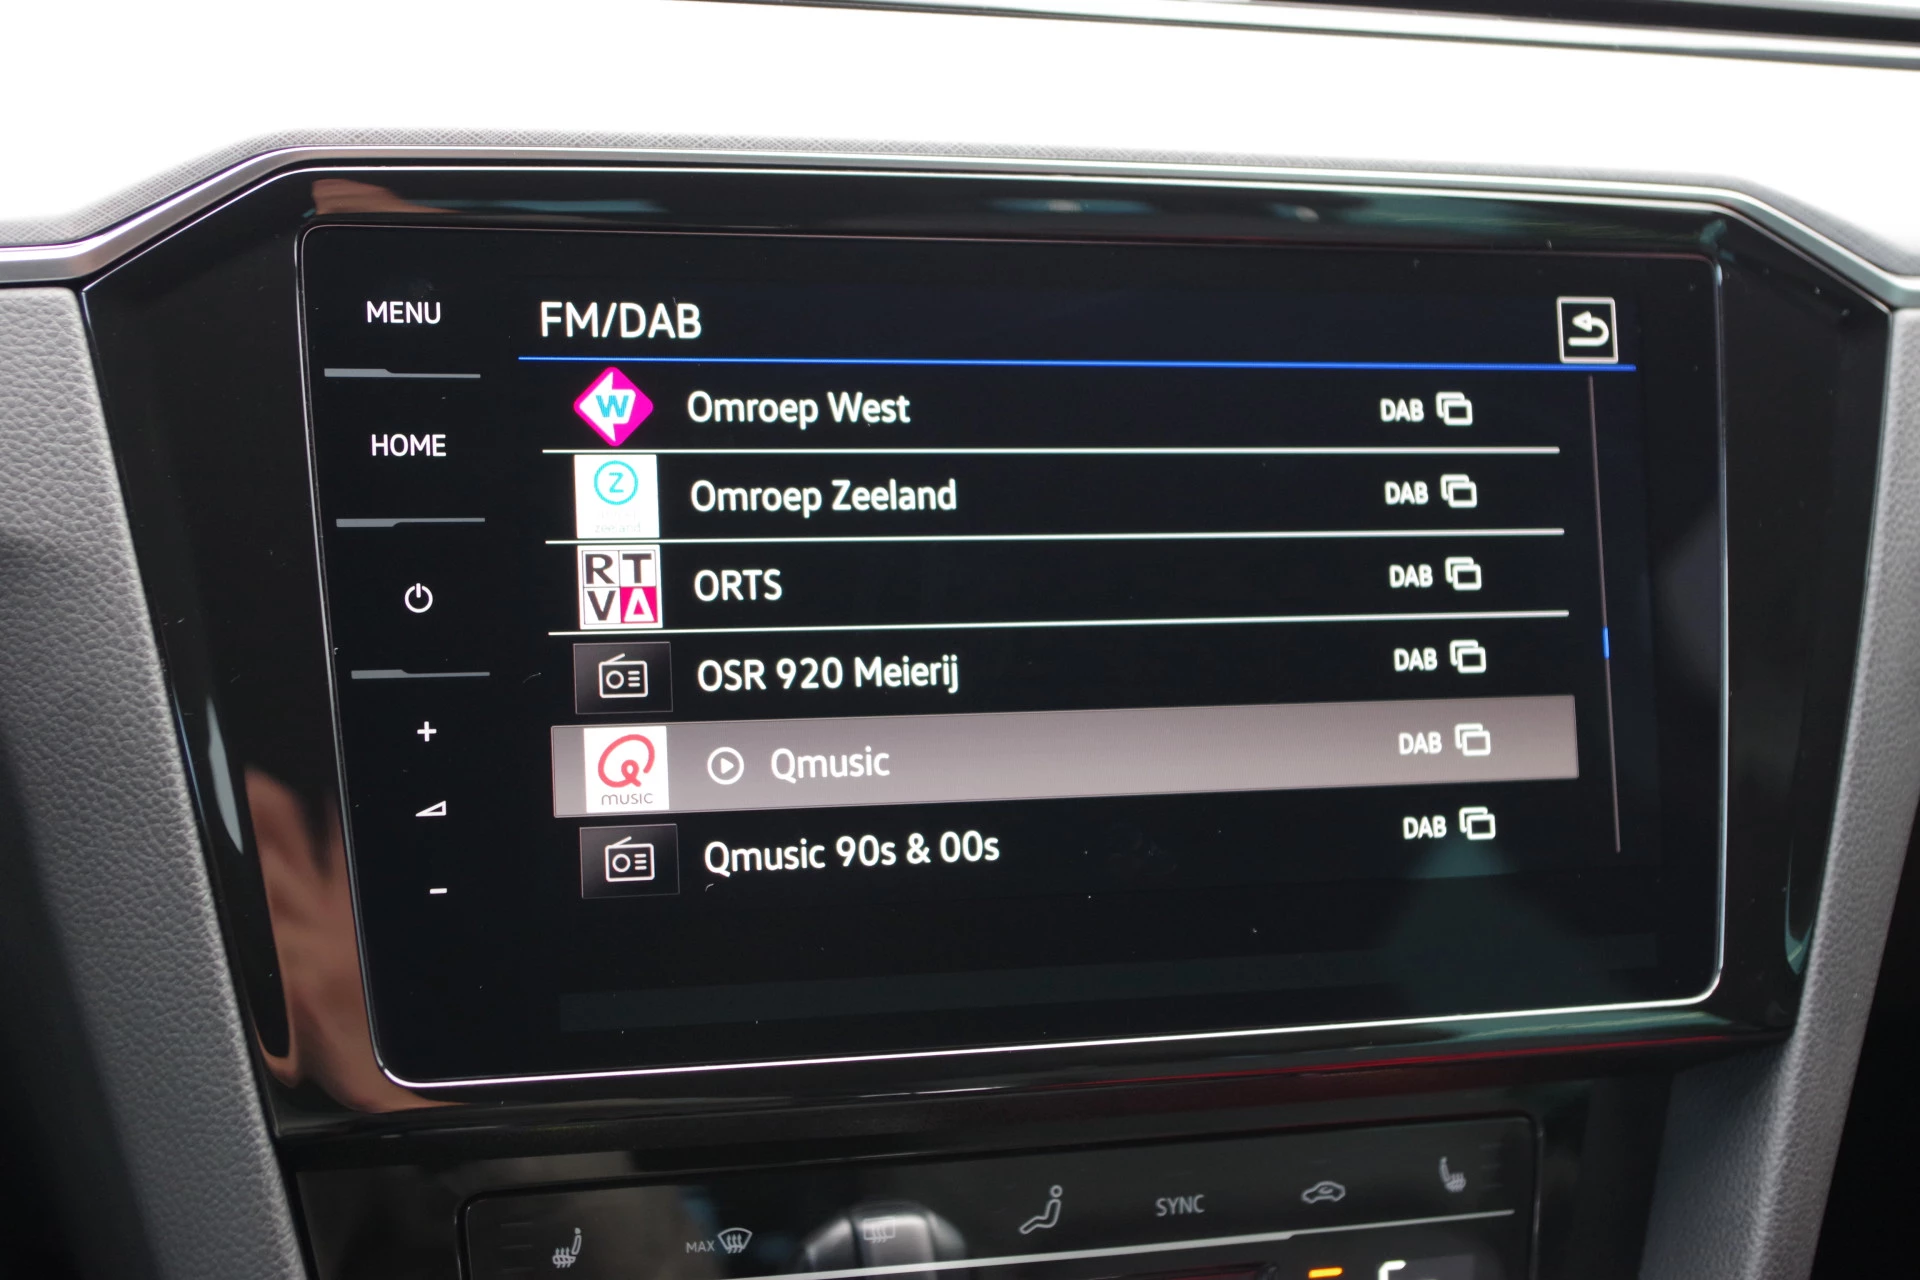 MENU
FM/DAB
W Omroep West DAB
HOME
Z
zeeland Omroep Zeeland DAB
RT
VA ORTS DAB
OSR 920 Meierij DAB
MUSIC Qmusic DAB
Qmusic 90s & 00s DAB
+
−
MAX SYNC